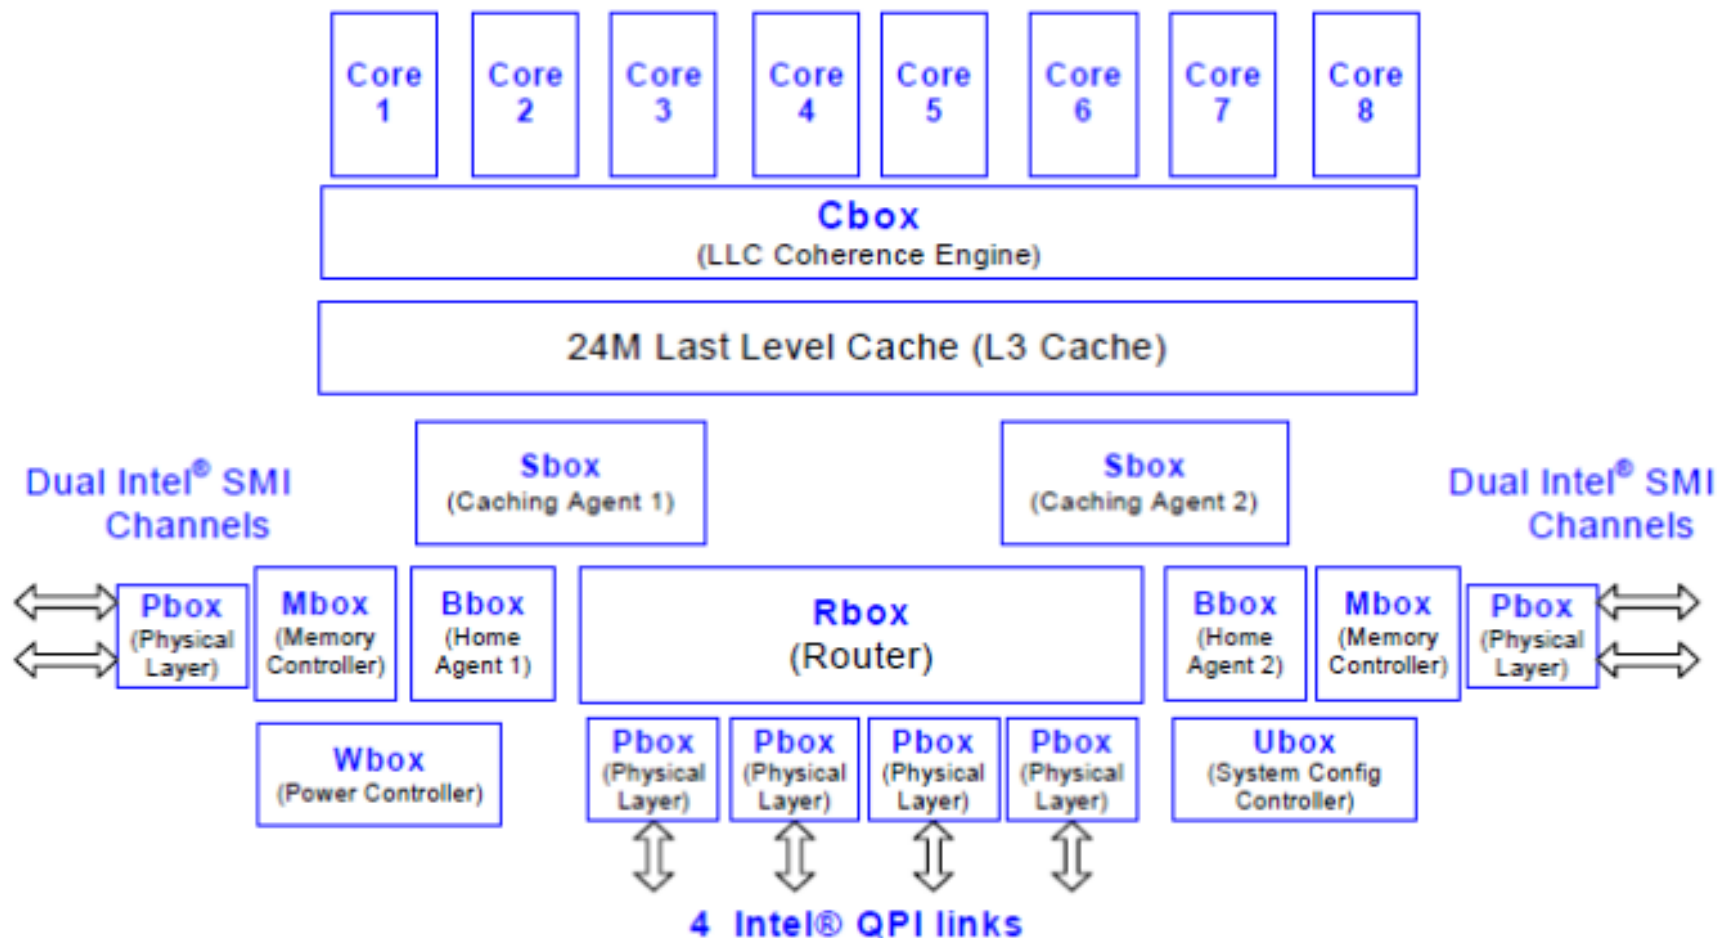 Core
1
Core
2
Core
3
Core
4
Core
5
Core
6
Core
7
Core
8
Cbox
(LLC Coherence Engine)
24M Last Level Cache (L3 Cache)
Sbox
(Caching Agent 1)
Sbox
(Caching Agent 2)
Dual Intel® SMI
Channels
Dual Intel® SMI
Channels
Pbox
(Physical
Layer)
Mbox
(Memory
Controller)
Bbox
(Home
Agent 1)
Rbox
(Router)
Bbox
(Home
Agent 2)
Mbox
(Memory
Controller)
Pbox
(Physical
Layer)
Wbox
(Power Controller)
Pbox
(Physical
Layer)
Pbox
(Physical
Layer)
Pbox
(Physical
Layer)
Pbox
(Physical
Layer)
Ubox
(System Config
Controller)
4 Intel® QPI links